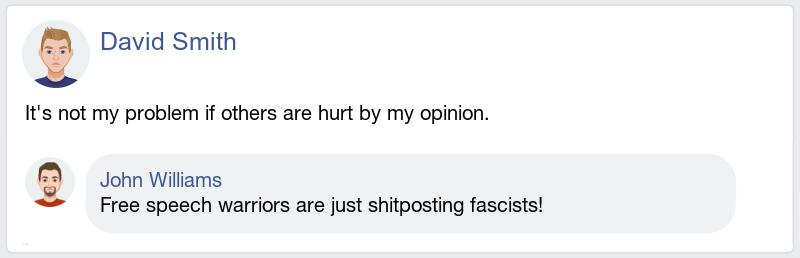 David Smith
It's not my problem if others are hurt by my opinion.
John Williams
Free speech warriors are just shitposting fascists!